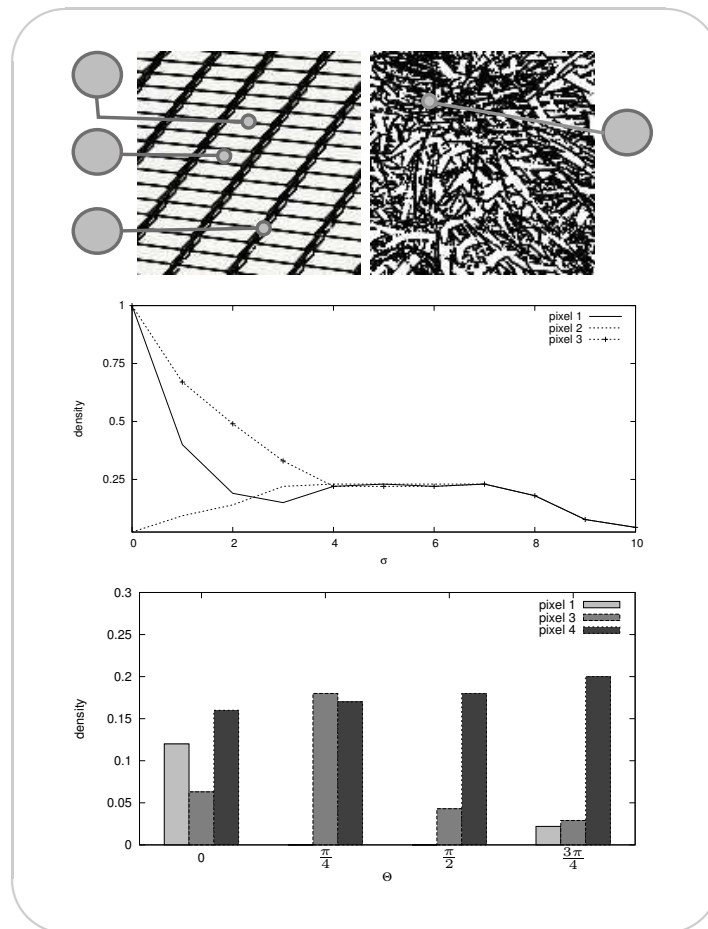 1
0.75
0.5
0.25
density
pixel 1
pixel 2
pixel 3
0 2 4 6 8 10
σ
0.3
0.25
0.2
0.15
0.1
0.05
0
density
pixel 1
pixel 3
pixel 4
0 π/4 π/2 3π/4
Θ